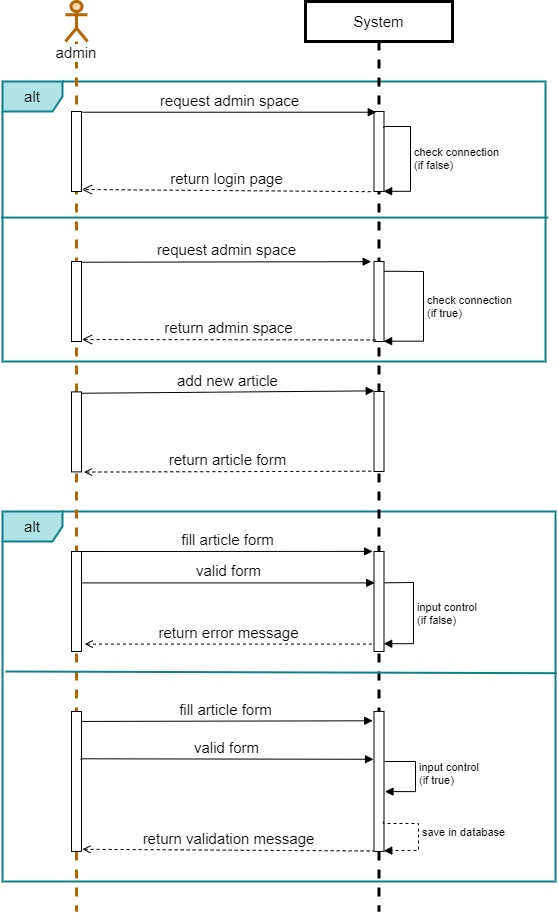 System
admin
alt
request admin space
check connection
(if false)
return login page
request admin space
check connection
(if true)
return admin space
add new article
return article form
alt
fill article form
valid form
input control
(if false)
return error message
fill article form
valid form
input control
(if true)
save in database
return validation message